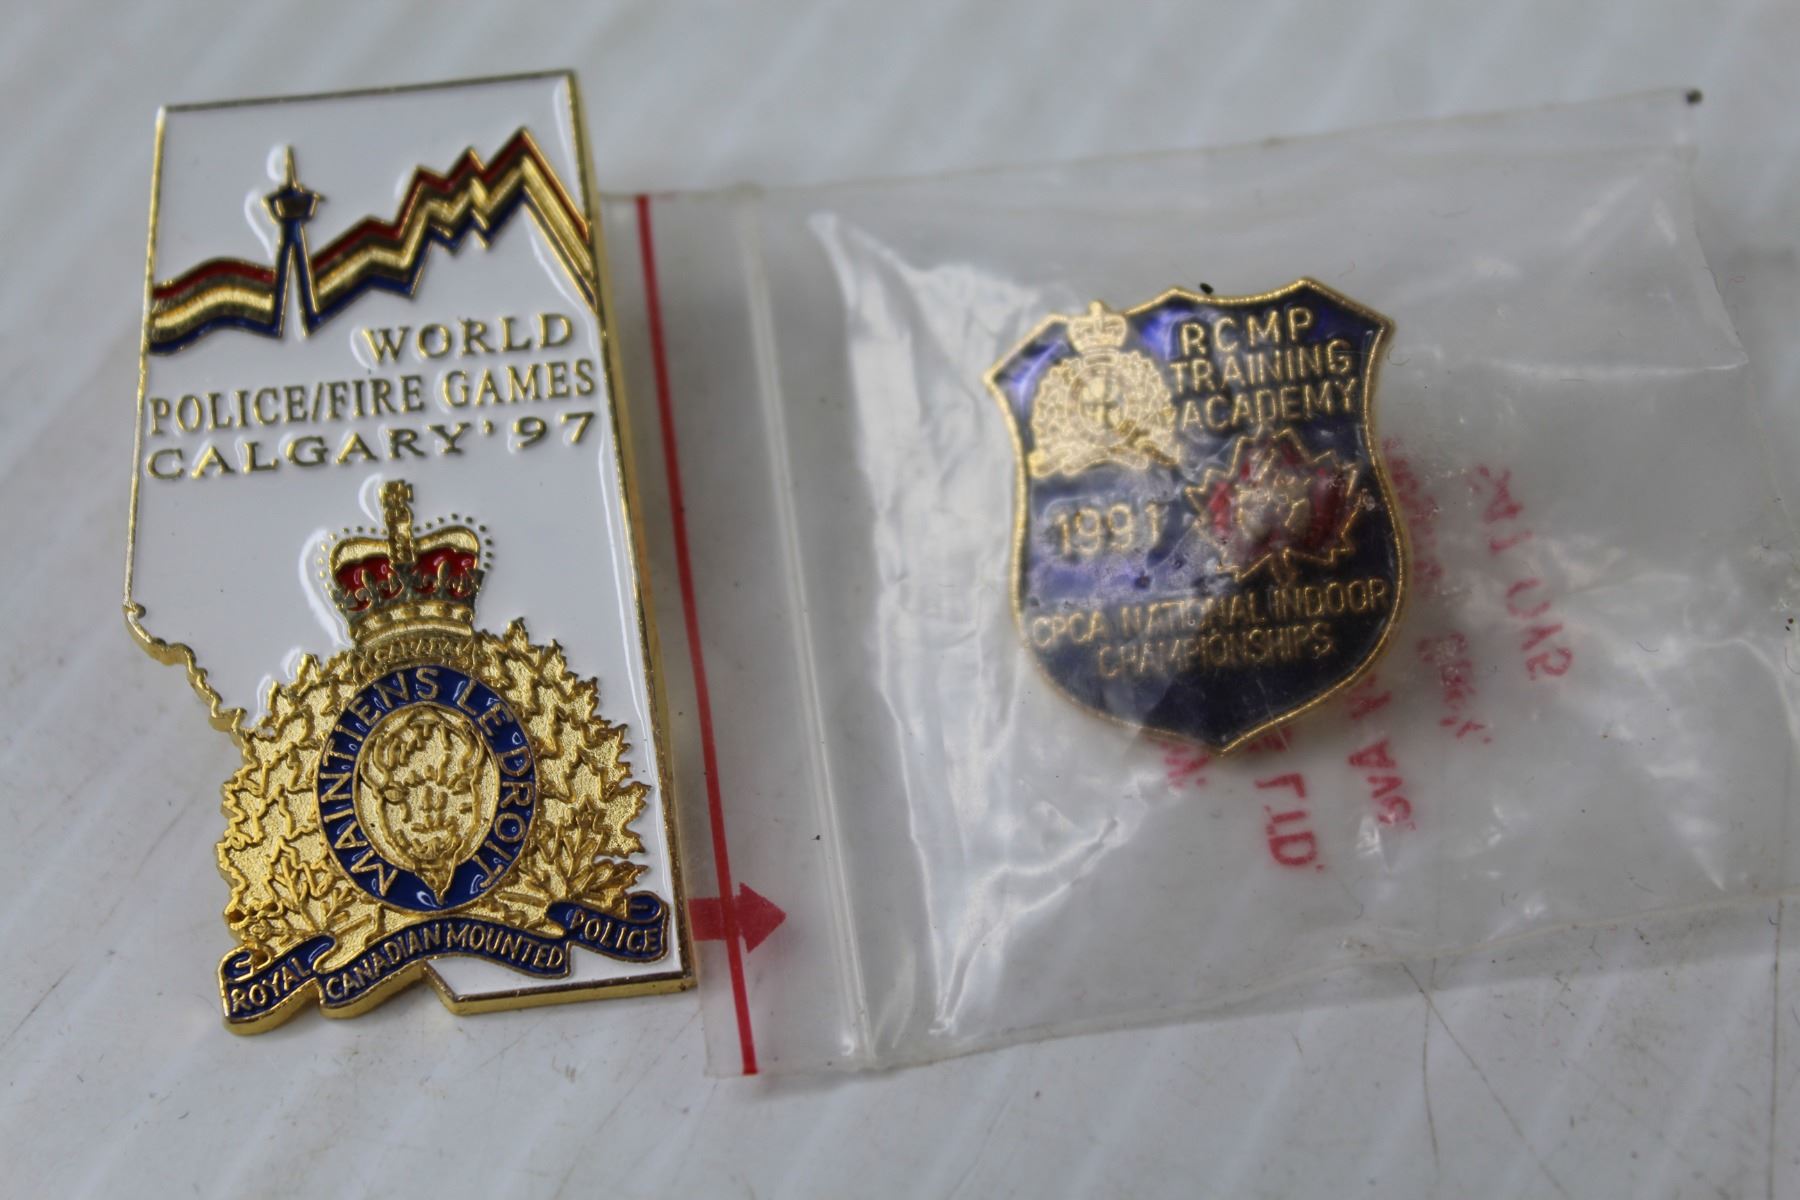 WORLD
POLICE/FIRE GAMES
CALGARY '97
MAINTIENS LE DROIT
ROYAL CANADIAN MOUNTED POLICE
RCMP
TRAINING
ACADEMY
1991
CPCA NATIONAL INDOOR
CHAMPIONSHIPS
LTD.